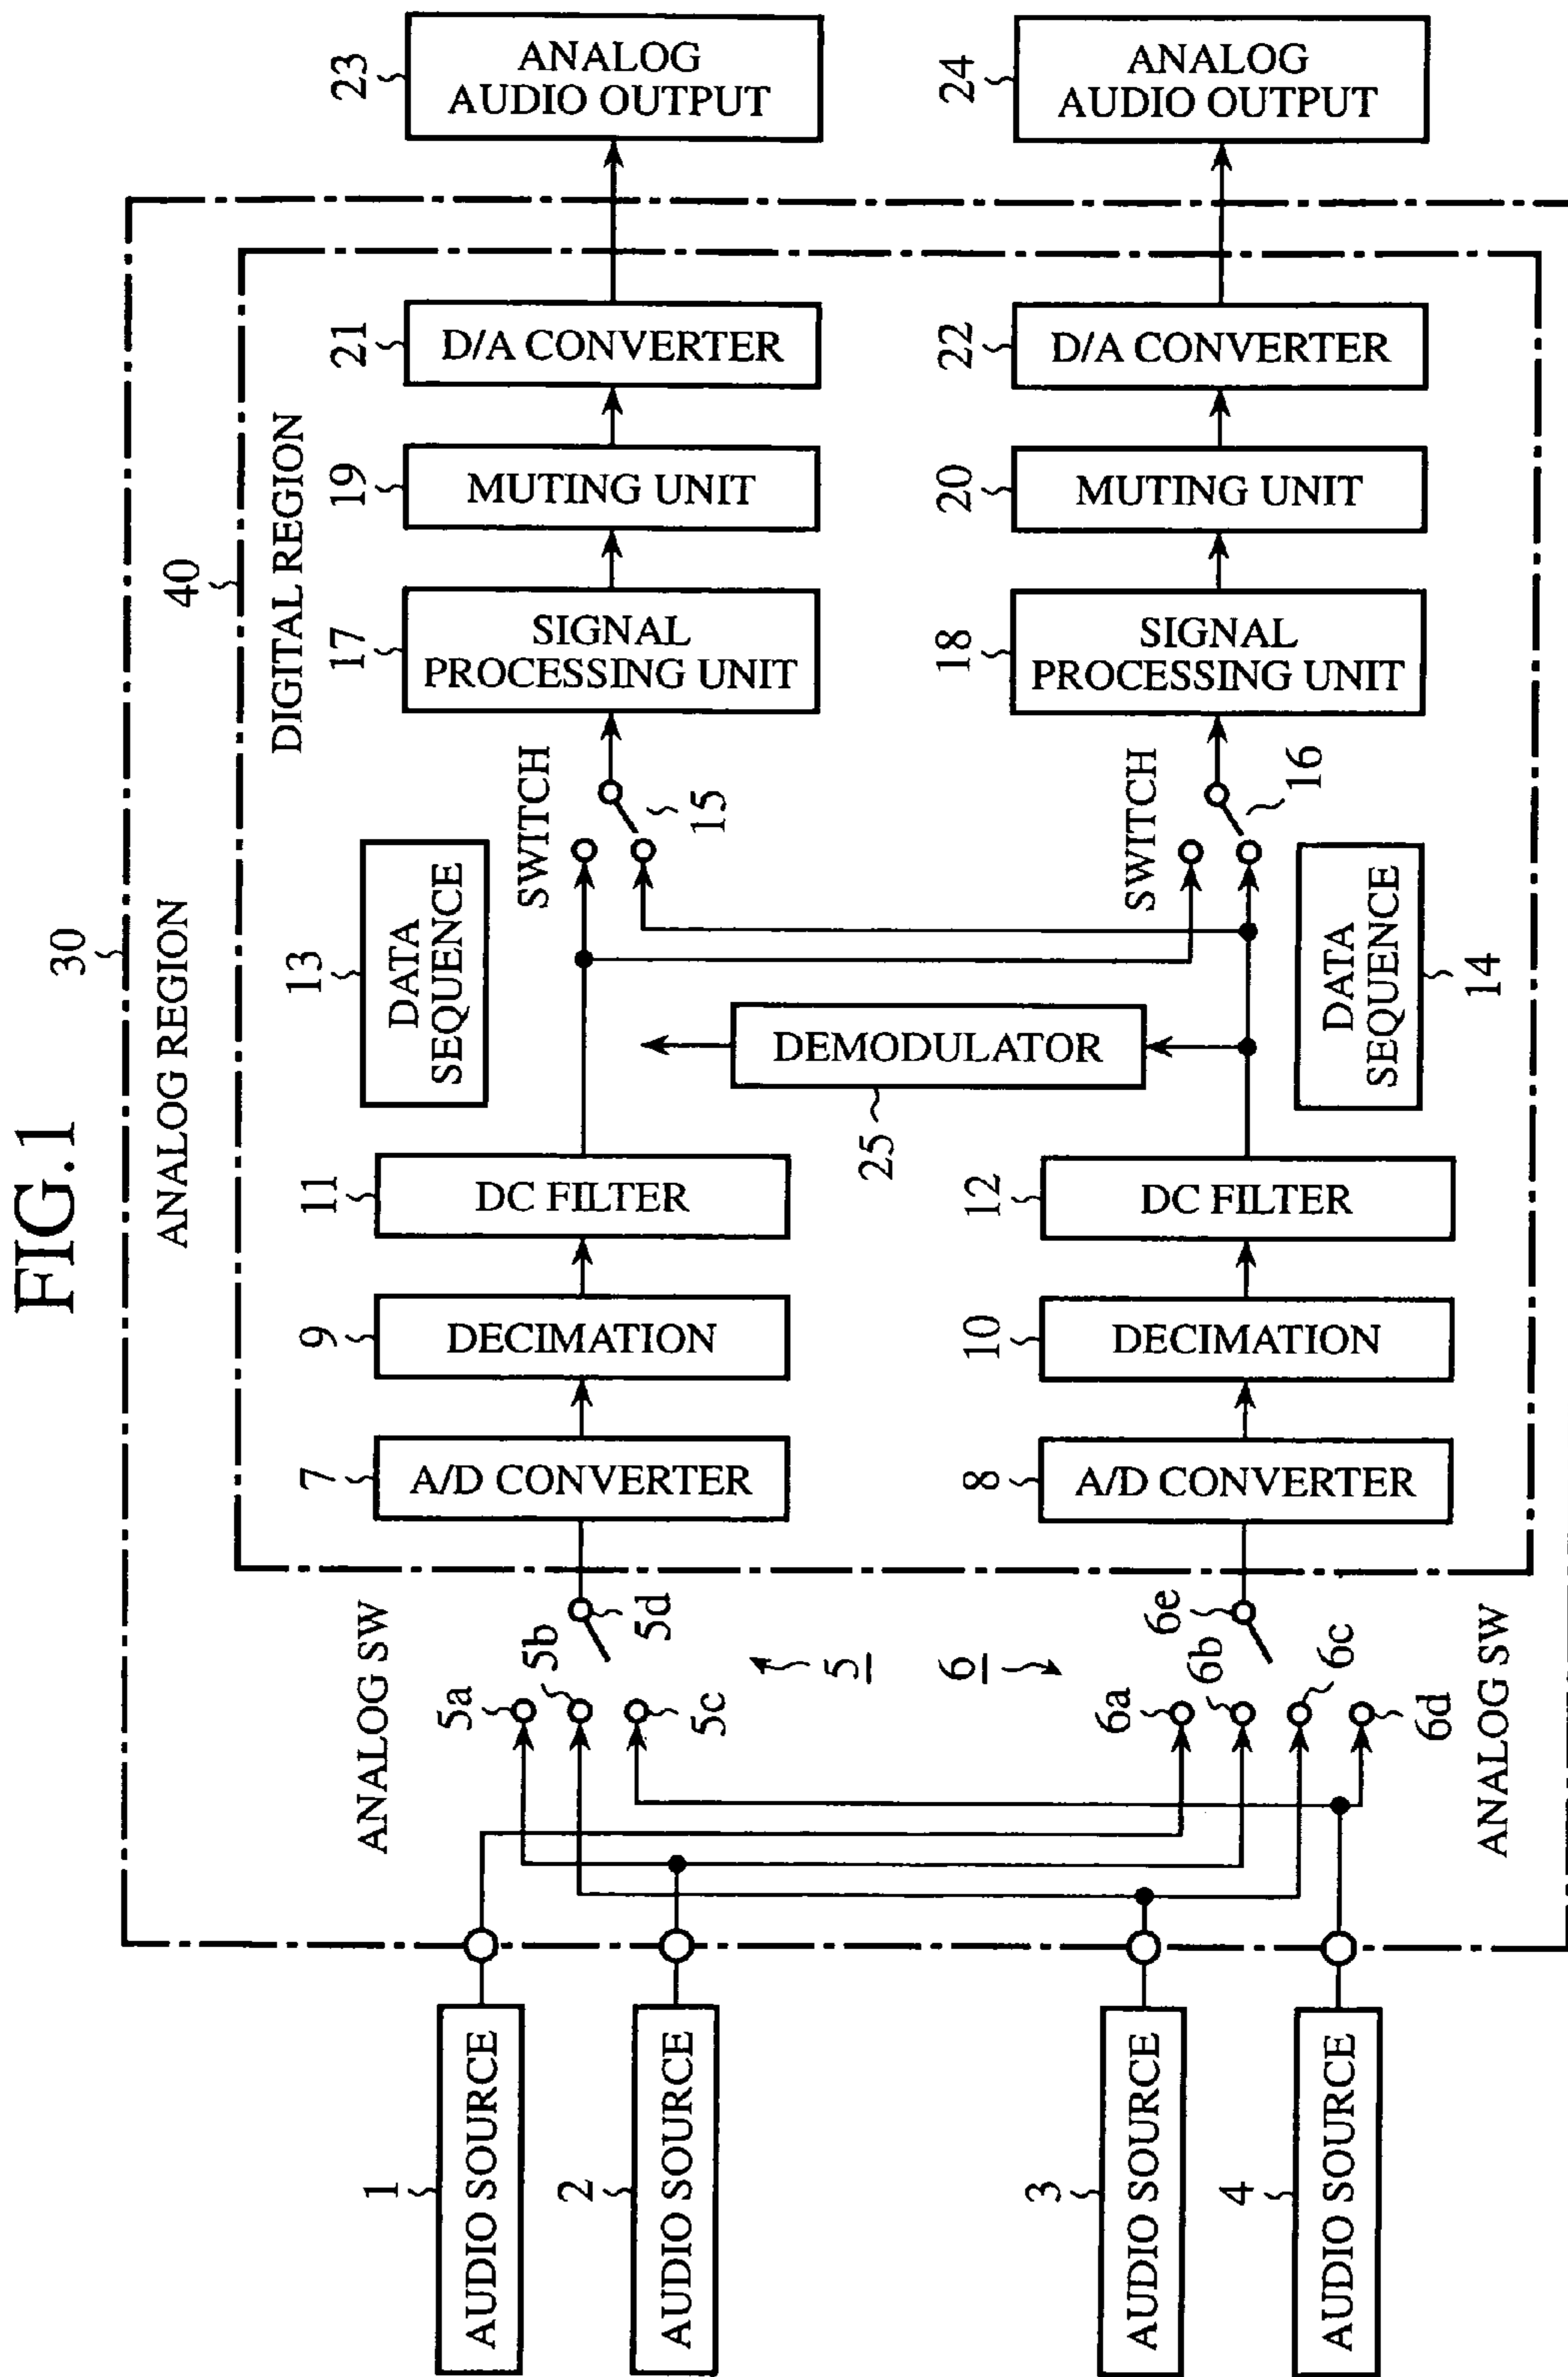 FIG.1
30
ANALOG REGION
40
DIGITAL REGION
1
AUDIO SOURCE
2
AUDIO SOURCE
3
AUDIO SOURCE
4
AUDIO SOURCE
ANALOG SW
5a
5b
5c
5d
5
6
6a
6b
6c
6d
6e
ANALOG SW
7
A/D CONVERTER
9
DECIMATION
11
DC FILTER
13
DATA
SEQUENCE
SWITCH
15
17
SIGNAL
PROCESSING UNIT
19
MUTING UNIT
21
D/A CONVERTER
23
ANALOG
AUDIO OUTPUT
25
DEMODULATOR
8
A/D CONVERTER
10
DECIMATION
12
DC FILTER
DATA
SEQUENCE
14
SWITCH
16
18
SIGNAL
PROCESSING UNIT
20
MUTING UNIT
22
D/A CONVERTER
24
ANALOG
AUDIO OUTPUT